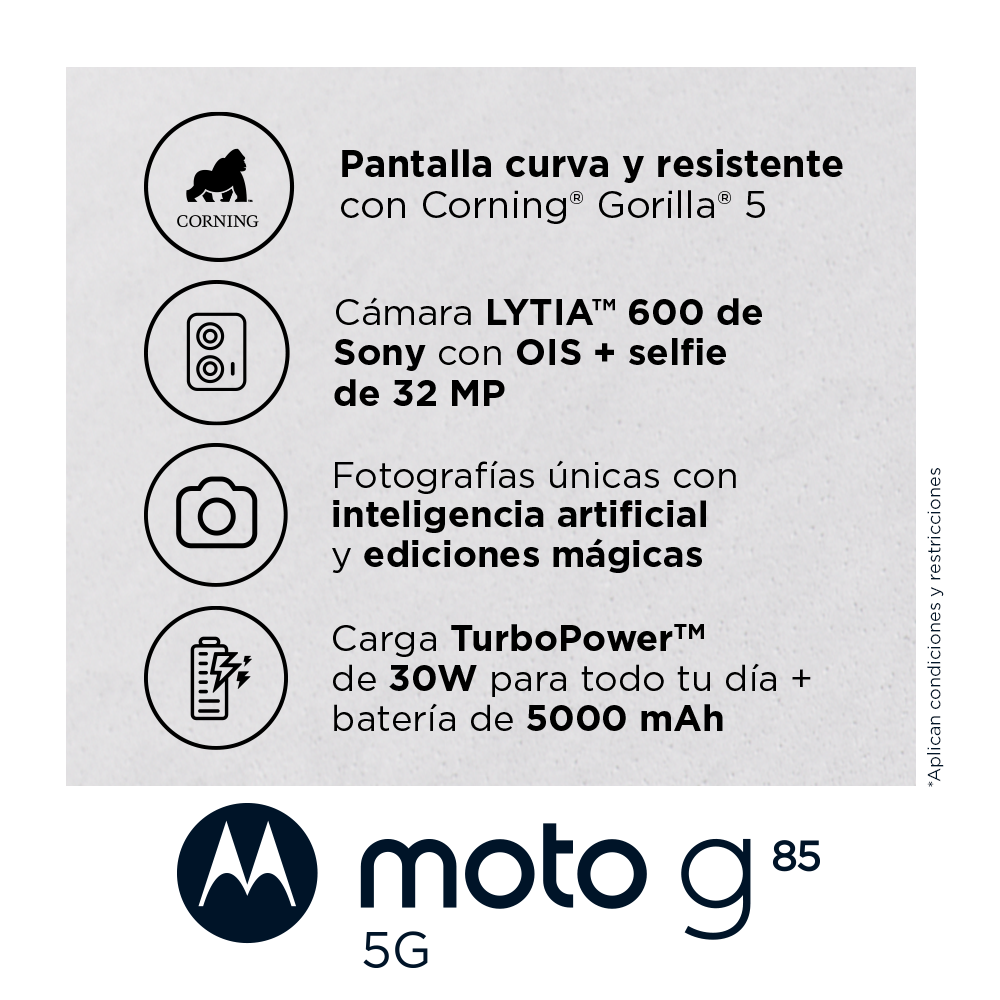 CORNING
Pantalla curva y resistente
con Corning® Gorilla® 5
Cámara LYTIA™ 600 de
Sony con OIS + selfie
de 32 MP
Fotografías únicas con
inteligencia artificial
y ediciones mágicas
Carga TurboPower™
de 30W para todo tu día +
batería de 5000 mAh
*Aplican condiciones y restricciones
moto g85
5G